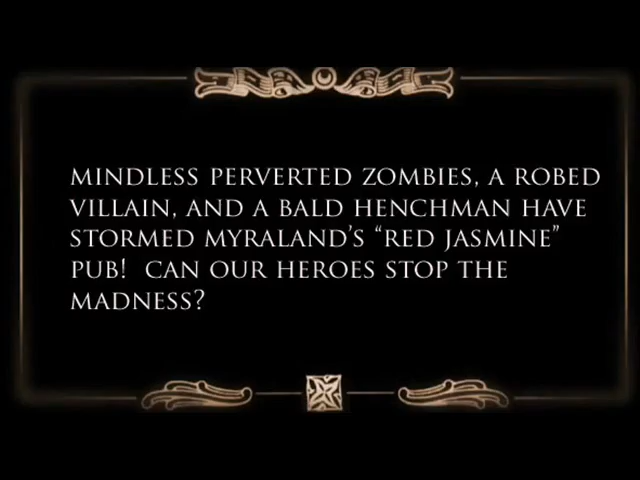 MINDLESS PERVERTED ZOMBIES, A ROBED
VILLAIN, AND A BALD HENCHMAN HAVE
STORMED MYRALAND'S “RED JASMINE”
PUB!  CAN OUR HEROES STOP THE
MADNESS?